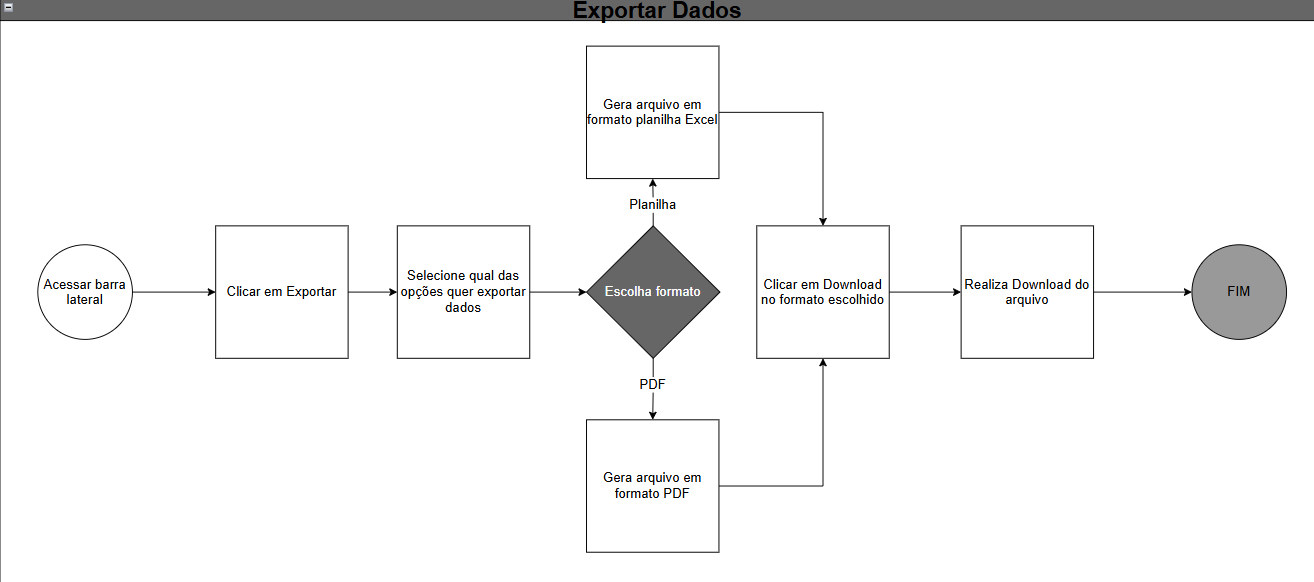 Exportar Dados
Gera arquivo em
formato planilha Excel
Planilha
Acessar barra
lateral
Clicar em Exportar
Selecione qual das
opções quer exportar
dados
Escolha formato
Clicar em Download
no formato escolhido
Realiza Download do
arquivo
FIM
PDF
Gera arquivo em
formato PDF